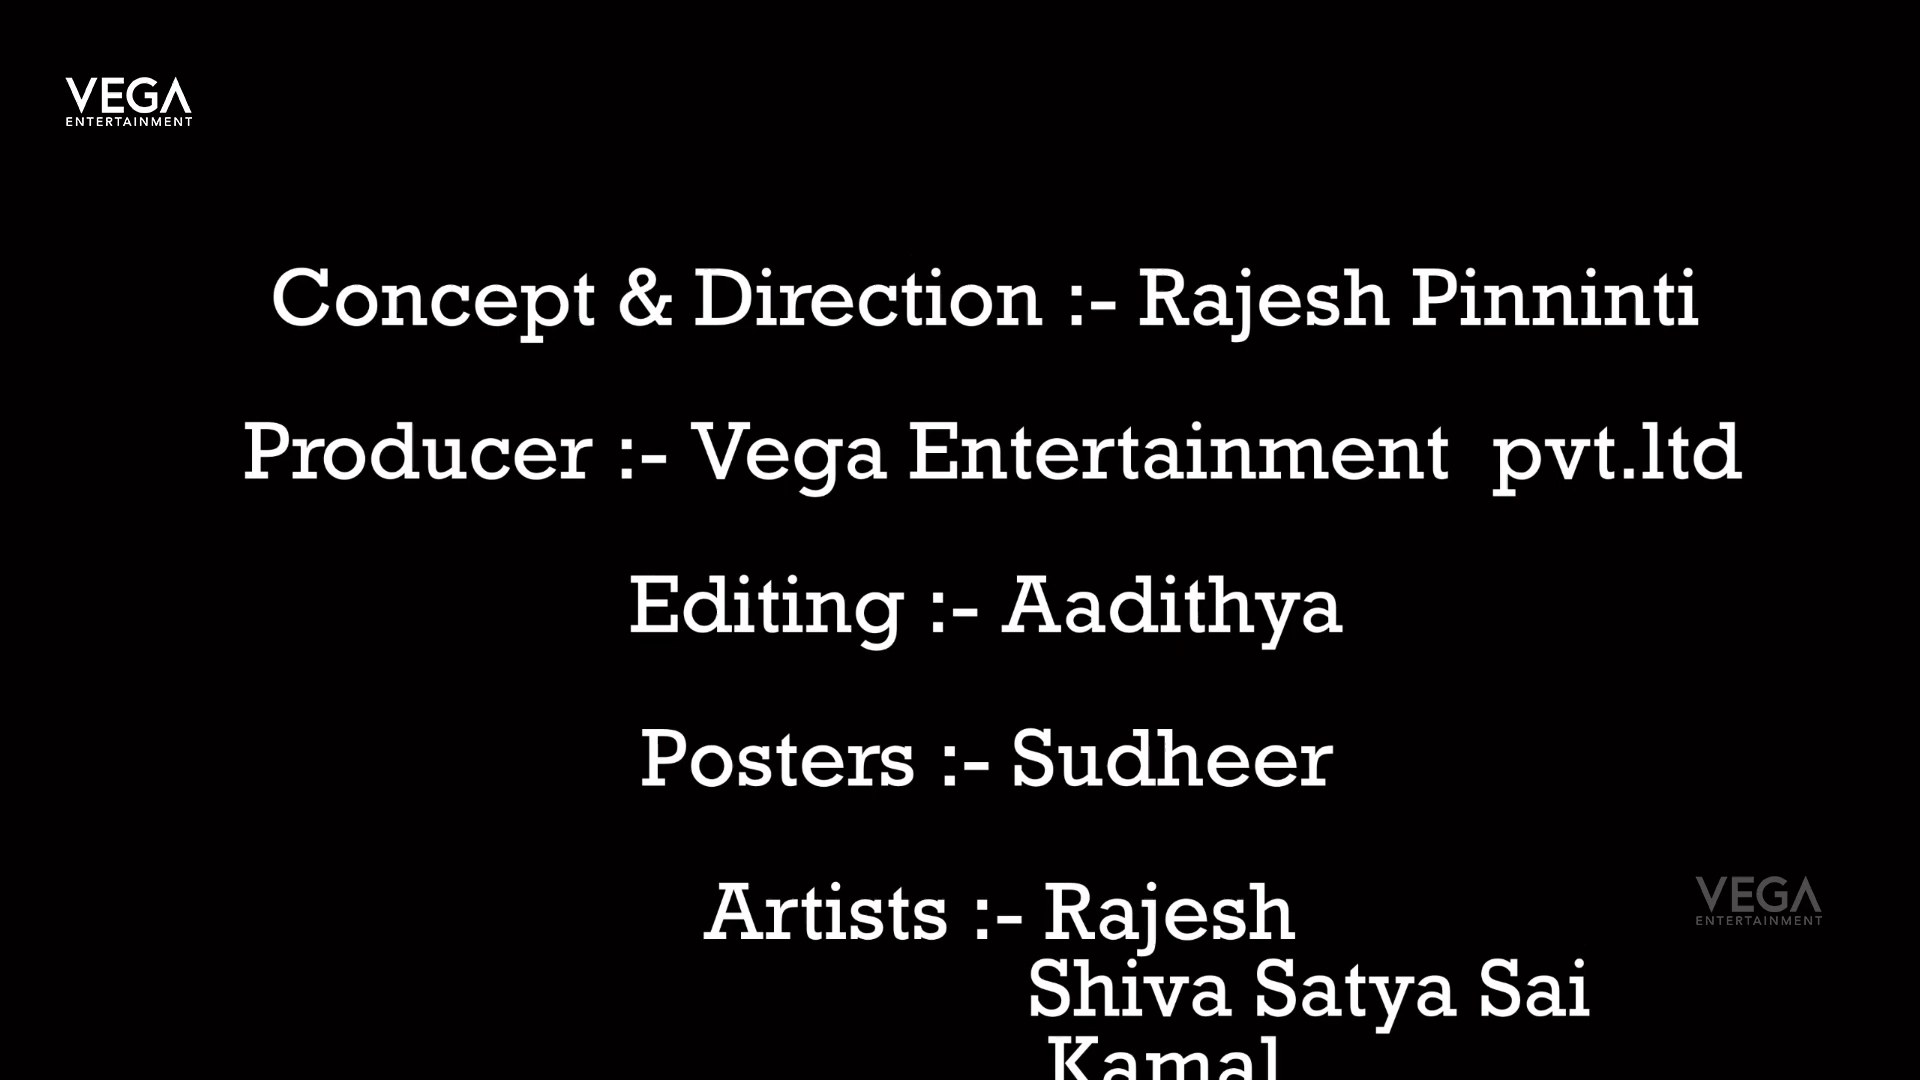 VEGA
ENTERTAINMENT
Concept & Direction :- Rajesh Pinninti
Producer :- Vega Entertainment  pvt.ltd
Editing :- Aadithya
Posters :- Sudheer
Artists :- Rajesh
Shiva Satya Sai
Kamal
VEGA
ENTERTAINMENT